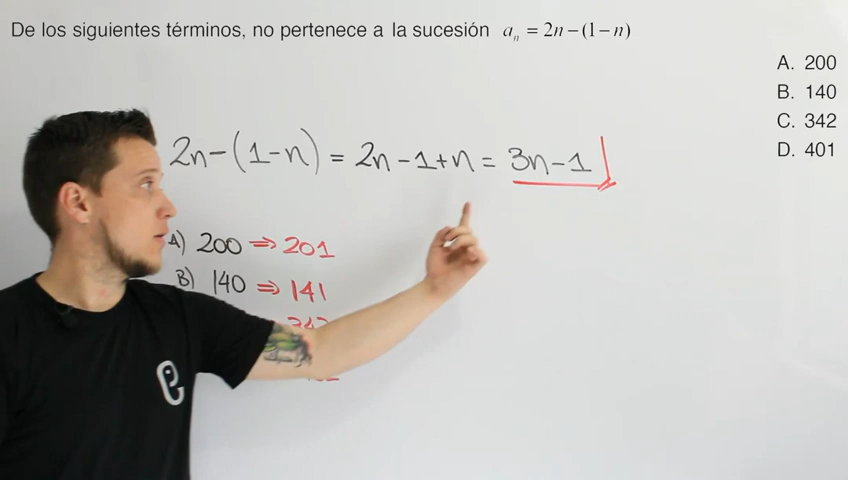 De los siguientes términos, no pertenece a la sucesión aₙ = 2n − (1 − n)
A. 200
B. 140
C. 342
D. 401
2n − (1 − n) = 2n − 1 + n = 3n − 1
A) 200 ⇒ 201
B) 140 ⇒ 141